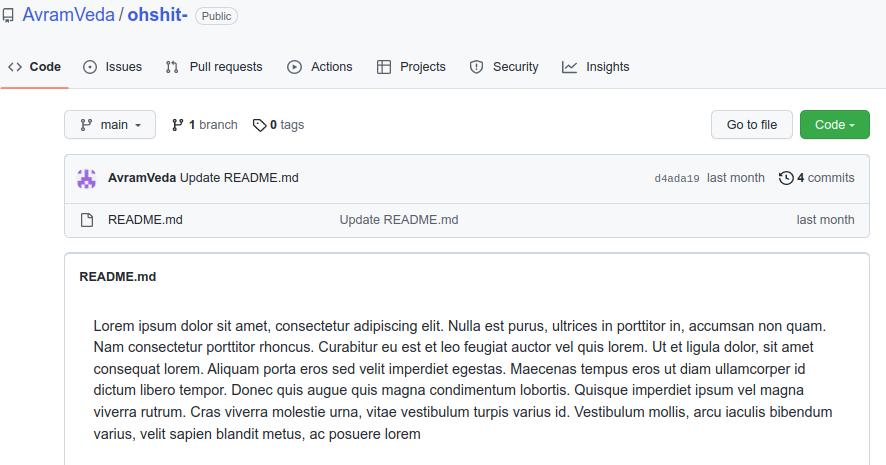 AvramVeda / ohshit- Public
Code Issues Pull requests Actions Projects Security Insights
main 1 branch 0 tags Go to file Code
AvramVeda Update README.md d4ada19 last month 4 commits
README.md Update README.md last month
README.md
Lorem ipsum dolor sit amet, consectetur adipiscing elit. Nulla est purus, ultrices in porttitor in, accumsan non quam.
Nam consectetur porttitor rhoncus. Curabitur eu est et leo feugiat auctor vel quis lorem. Ut et ligula dolor, sit amet
consequat lorem. Aliquam porta eros sed velit imperdiet egestas. Maecenas tempus eros ut diam ullamcorper id
dictum libero tempor. Donec quis augue quis magna condimentum lobortis. Quisque imperdiet ipsum vel magna
viverra rutrum. Cras viverra molestie urna, vitae vestibulum turpis varius id. Vestibulum mollis, arcu iaculis bibendum
varius, velit sapien blandit metus, ac posuere lorem